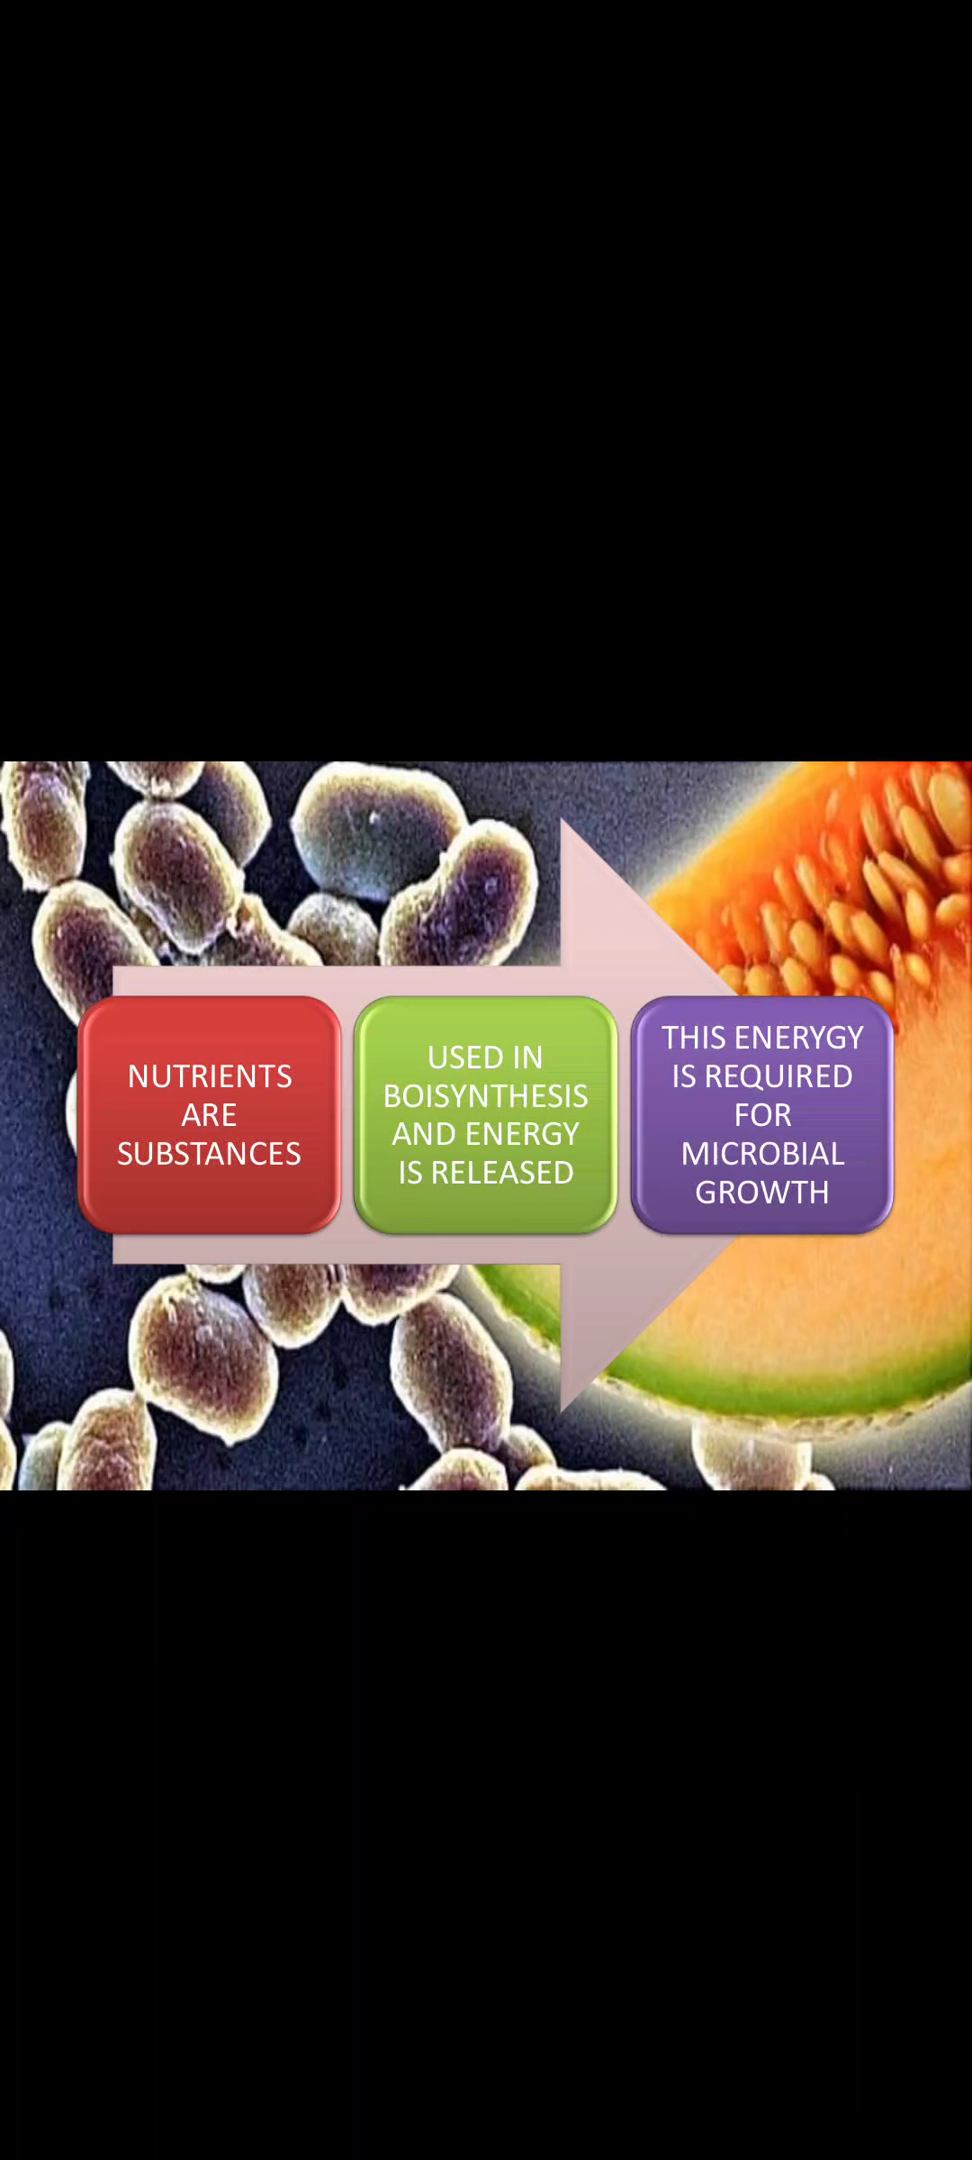 NUTRIENTS
ARE
SUBSTANCES
USED IN
BOISYNTHESIS
AND ENERGY
IS RELEASED
THIS ENERYGY
IS REQUIRED
FOR
MICROBIAL
GROWTH